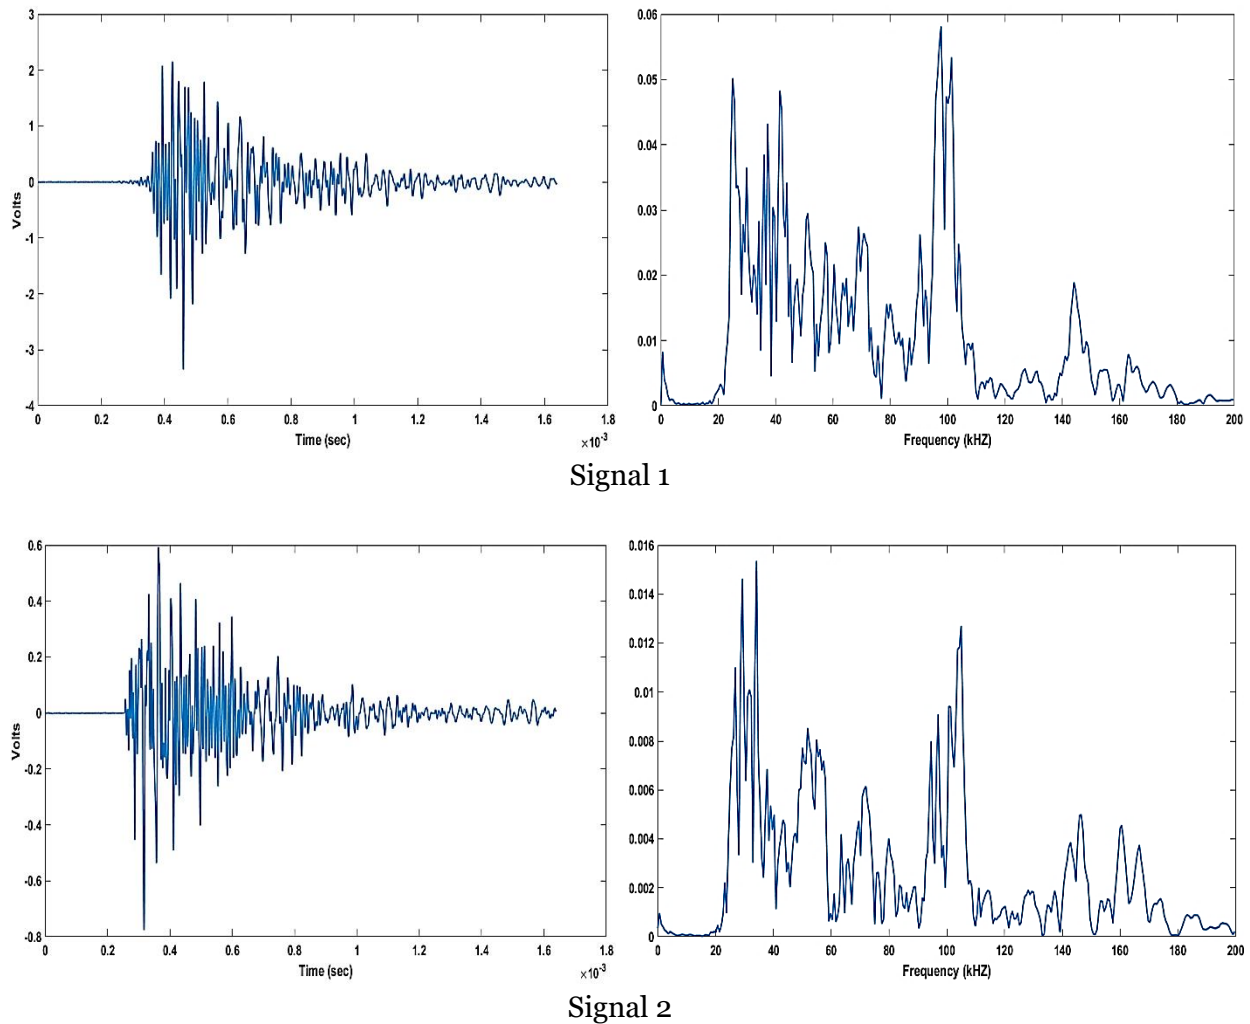 3
2
1
0
-1
-2
-3
-4
Volts
0 0.2 0.4 0.6 0.8 1 1.2 1.4 1.6 1.8
Time (sec)
×10-3
0.06
0.05
0.04
0.03
0.02
0.01
0
0 20 40 60 80 100 120 140 160 180 200
Frequency (kHZ)
Signal 1
0.6
0.4
0.2
0
-0.2
-0.4
-0.6
-0.8
Volts
0 0.2 0.4 0.6 0.8 1 1.2 1.4 1.6 1.8
Time (sec)
×10-3
0.016
0.014
0.012
0.01
0.008
0.006
0.004
0.002
0
0 20 40 60 80 100 120 140 160 180 200
Frequency (kHZ)
Signal 2